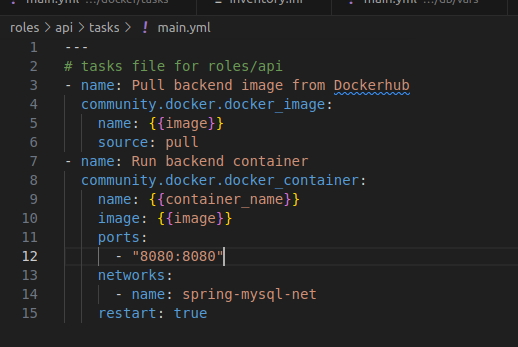 main.yml .../docker/tasks inventory.ini main.yml .../db/vars
roles > api > tasks > ! main.yml
1 ---
2 # tasks file for roles/api
3 - name: Pull backend image from Dockerhub
4 community.docker.docker_image:
5 name: {{image}}
6 source: pull
7 - name: Run backend container
8 community.docker.docker_container:
9 name: {{container_name}}
10 image: {{image}}
11 ports:
12 - "8080:8080"
13 networks:
14 - name: spring-mysql-net
15 restart: true